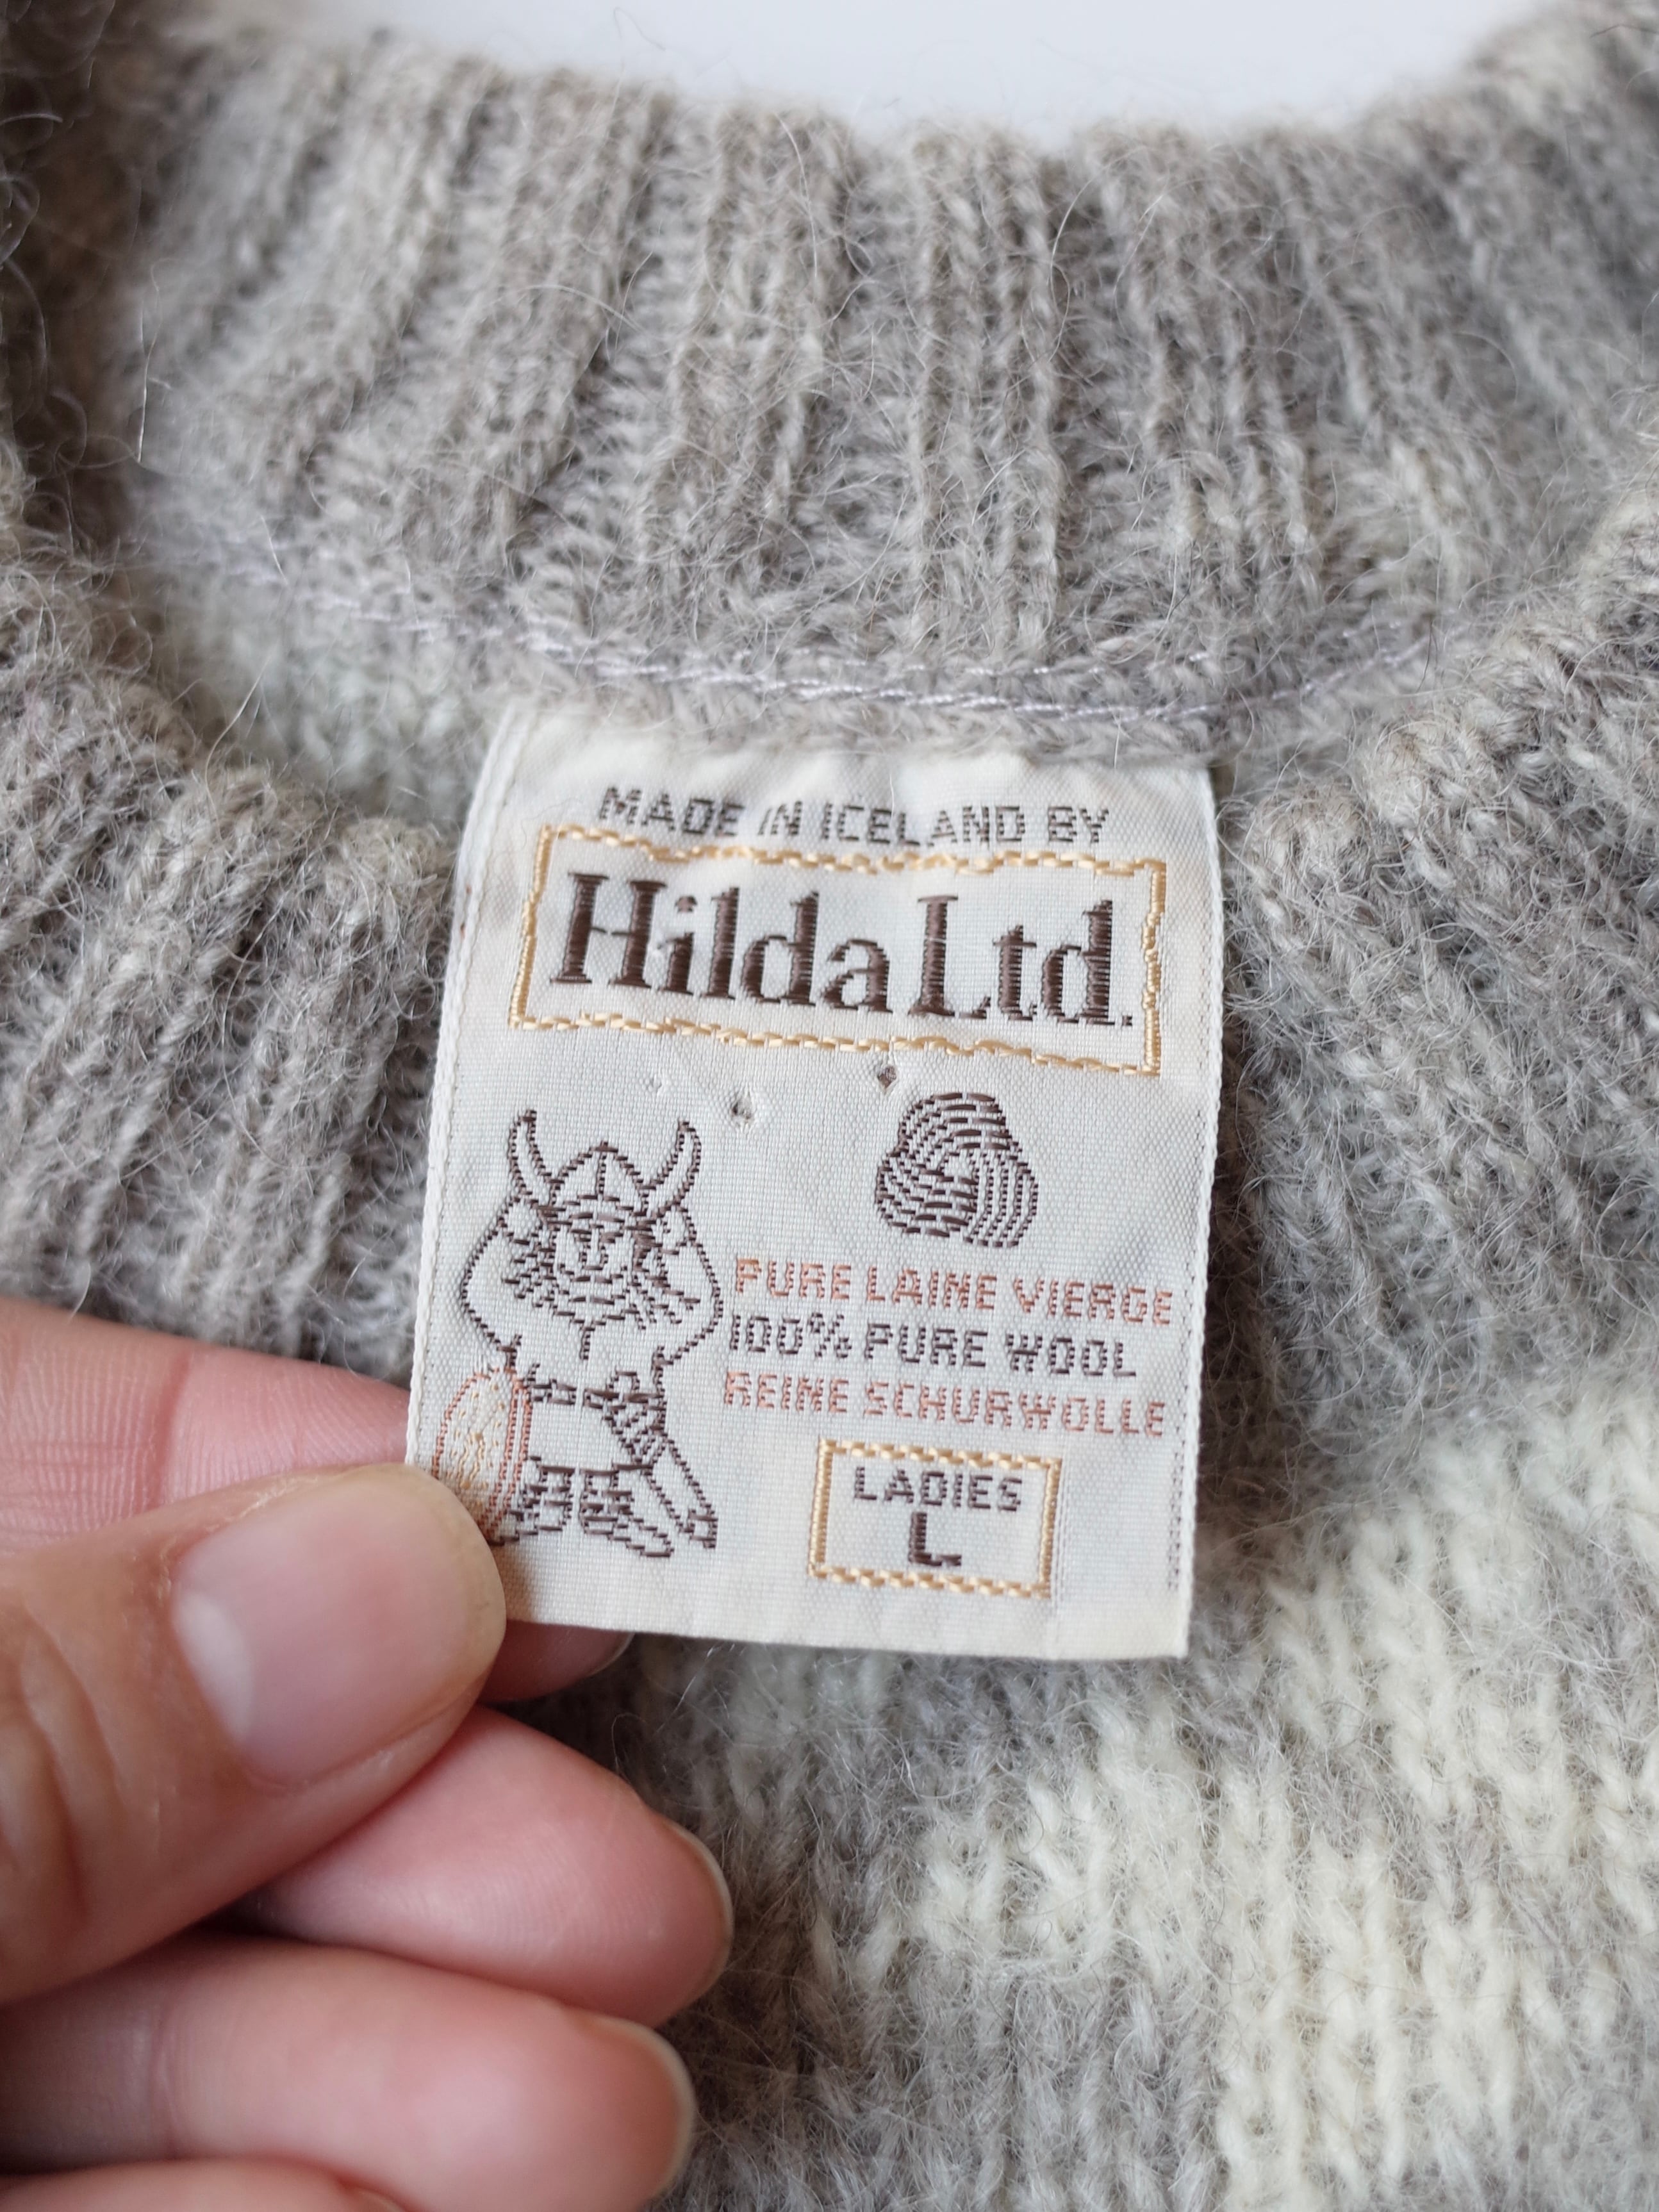 MADE IN ICELAND BY
Hilda Ltd.
PURE LAINE VIERGE
100% PURE WOOL
REINE SCHURWOLLE
LADIES
L